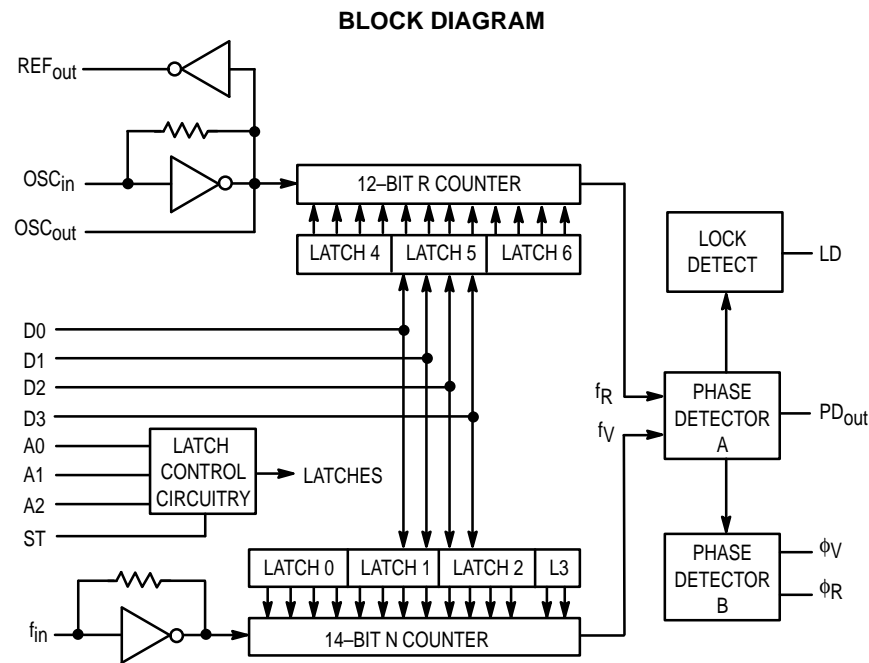 BLOCK DIAGRAM
REFout
OSCin
OSCout
12–BIT R COUNTER
LATCH 4 LATCH 5 LATCH 6
LOCK DETECT
LD
D0
D1
D2
D3
A0
A1
A2
ST
LATCH CONTROL CIRCUITRY
LATCHES
fR
fV
PHASE DETECTOR A
PDout
PHASE DETECTOR B
ϕV
ϕR
LATCH 0 LATCH 1 LATCH 2 L3
fin
14–BIT N COUNTER